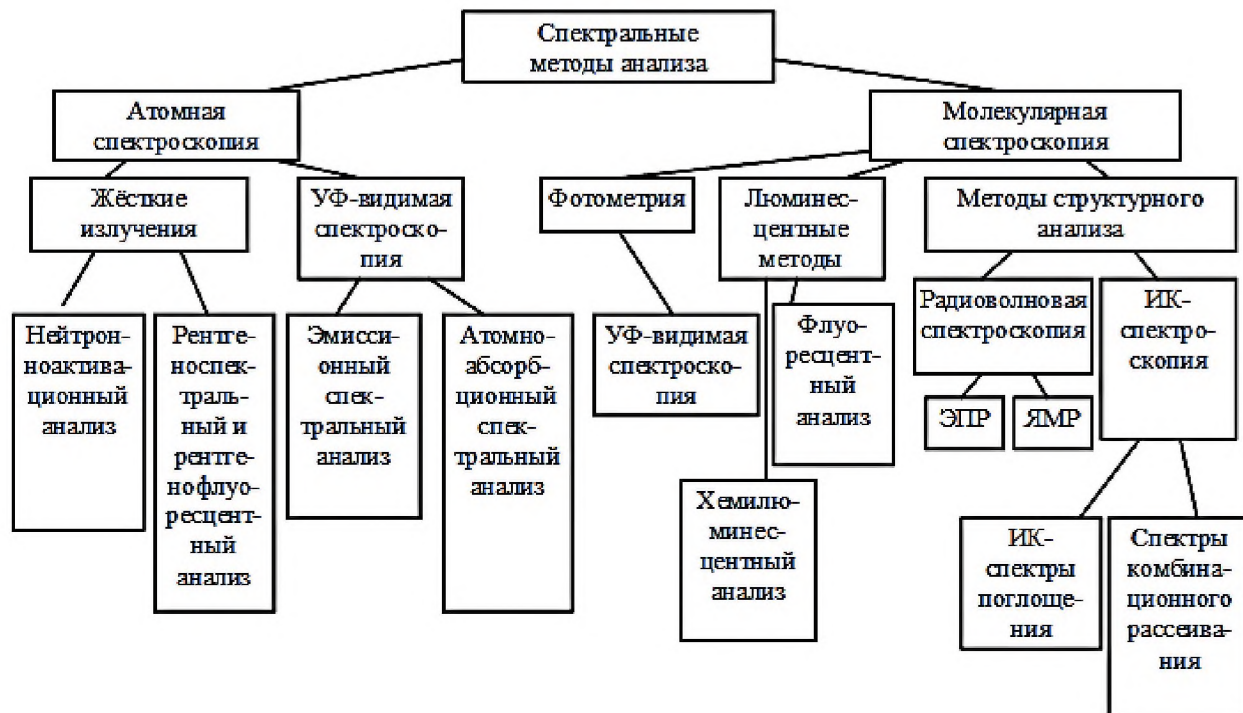 Спектральные
методы анализа
Атомная
спектроскопия
Молекулярная
спектроскопия
Жёсткие
излучения
УФ-видимая
спектроско-
пия
Фотометрия
Люминес-
центные
методы
Методы структурного
анализа
Нейтрон-
ноактива-
ционный
анализ
Рентге-
носпек-
траль-
ный и
рентге-
нофлуо-
ресцент-
ный
анализ
Эмисси-
онный
спек-
тральный
анализ
Атомно-
абсорб-
ционный
спек-
тральный
анализ
УФ-видимая
спектроско-
пия
Флуо-
ресцент-
ный
анализ
Хемилю-
минес-
центный
анализ
Радиоволновая
спектроскопия
ЭПР
ЯМР
ИК-
спектро-
скопия
ИК-
спектры
поглоще-
ния
Спектры
комбина-
ционного
рассеива-
ния